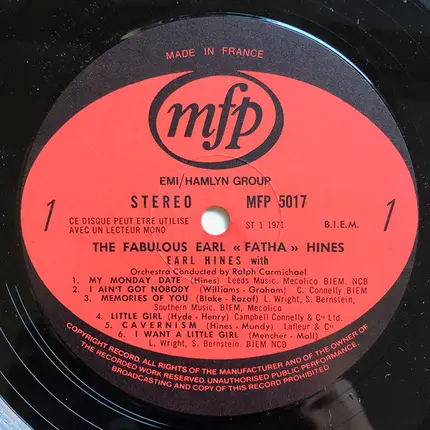 MADE IN FRANCE
mfp
EMI/HAMLYN GROUP
STEREO MFP 5017
1 CE DISQUE PEUT ETRE UTILISE ST 1 1971 B.I.E.M. 1
AVEC UN LECTEUR MONO
THE FABULOUS EARL « FATHA » HINES
EARL HINES with
Orchestra Conducted by Ralph Carmichael
1. MY MONDAY DATE (Hines) Leeds Music. Mecolico BIEM. NCB
2. I AIN'T GOT NOBODY (Williams - Graham) C. Connelly BIEM
3. MEMORIES OF YOU (Blake - Razaf) L. Wright, S. Bernstein,
Southern Music. BIEM, Mecolico
4. LITTLE GIRL (Hyde - Henry) Campbell Connelly & Co Ltd.
5. CAVERNISM (Hines - Mundy) Lafleur & Co
6. I WANT A LITTLE GIRL (Mencher - Moll)
L. Wright, S. Bernstein. BIEM NCB
COPYRIGHT RECORD. ALL RIGHTS OF THE MANUFACTURER AND OF THE OWNER OF
THE RECORDED WORK RESERVED. UNAUTHORISED PUBLIC PERFORMANCE,
BROADCASTING AND COPY OF THIS RECORD PROHIBITED